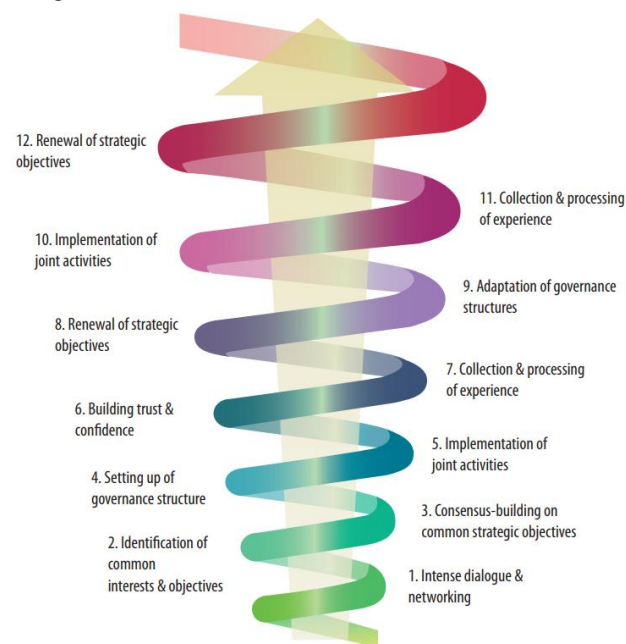 12. Renewal of strategic
objectives
11. Collection & processing
of experience
10. Implementation of
joint activities
9. Adaptation of governance
structures
8. Renewal of strategic
objectives
7. Collection & processing
of experience
6. Building trust &
confidence
5. Implementation of
joint activities
4. Setting up of
governance structure
3. Consensus-building on
common strategic objectives
2. Identification of
common
interests & objectives
1. Intense dialogue &
networking